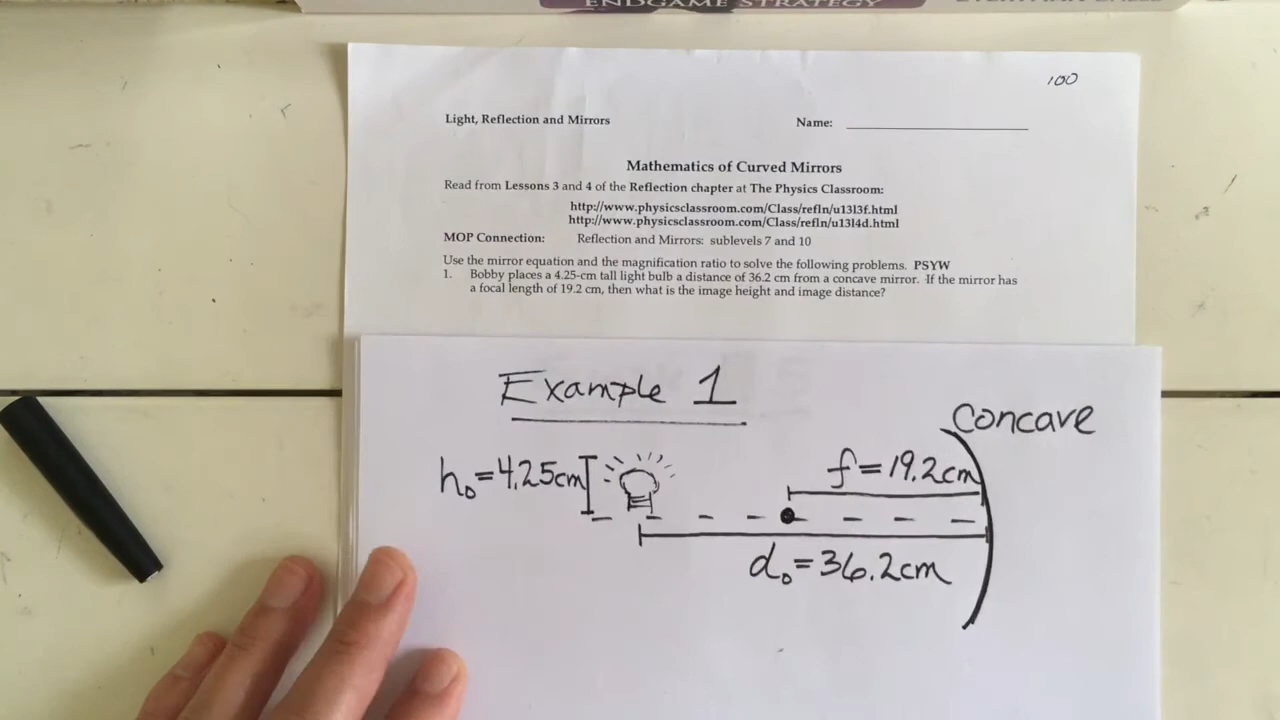 ENDGAME STRATEGY
100
Light, Reflection and Mirrors Name:
Mathematics of Curved Mirrors
Read from Lessons 3 and 4 of the Reflection chapter at The Physics Classroom:
http://www.physicsclassroom.com/Class/refln/u13l3f.html
http://www.physicsclassroom.com/Class/refln/u13l4d.html
MOP Connection: Reflection and Mirrors: sublevels 7 and 10
Use the mirror equation and the magnification ratio to solve the following problems. PSYW
1. Bobby places a 4.25-cm tall light bulb a distance of 36.2 cm from a concave mirror. If the mirror has
a focal length of 19.2 cm, then what is the image height and image distance?
Example 1
Concave
h₀=4.25cm
f=19.2cm
d₀=36.2cm